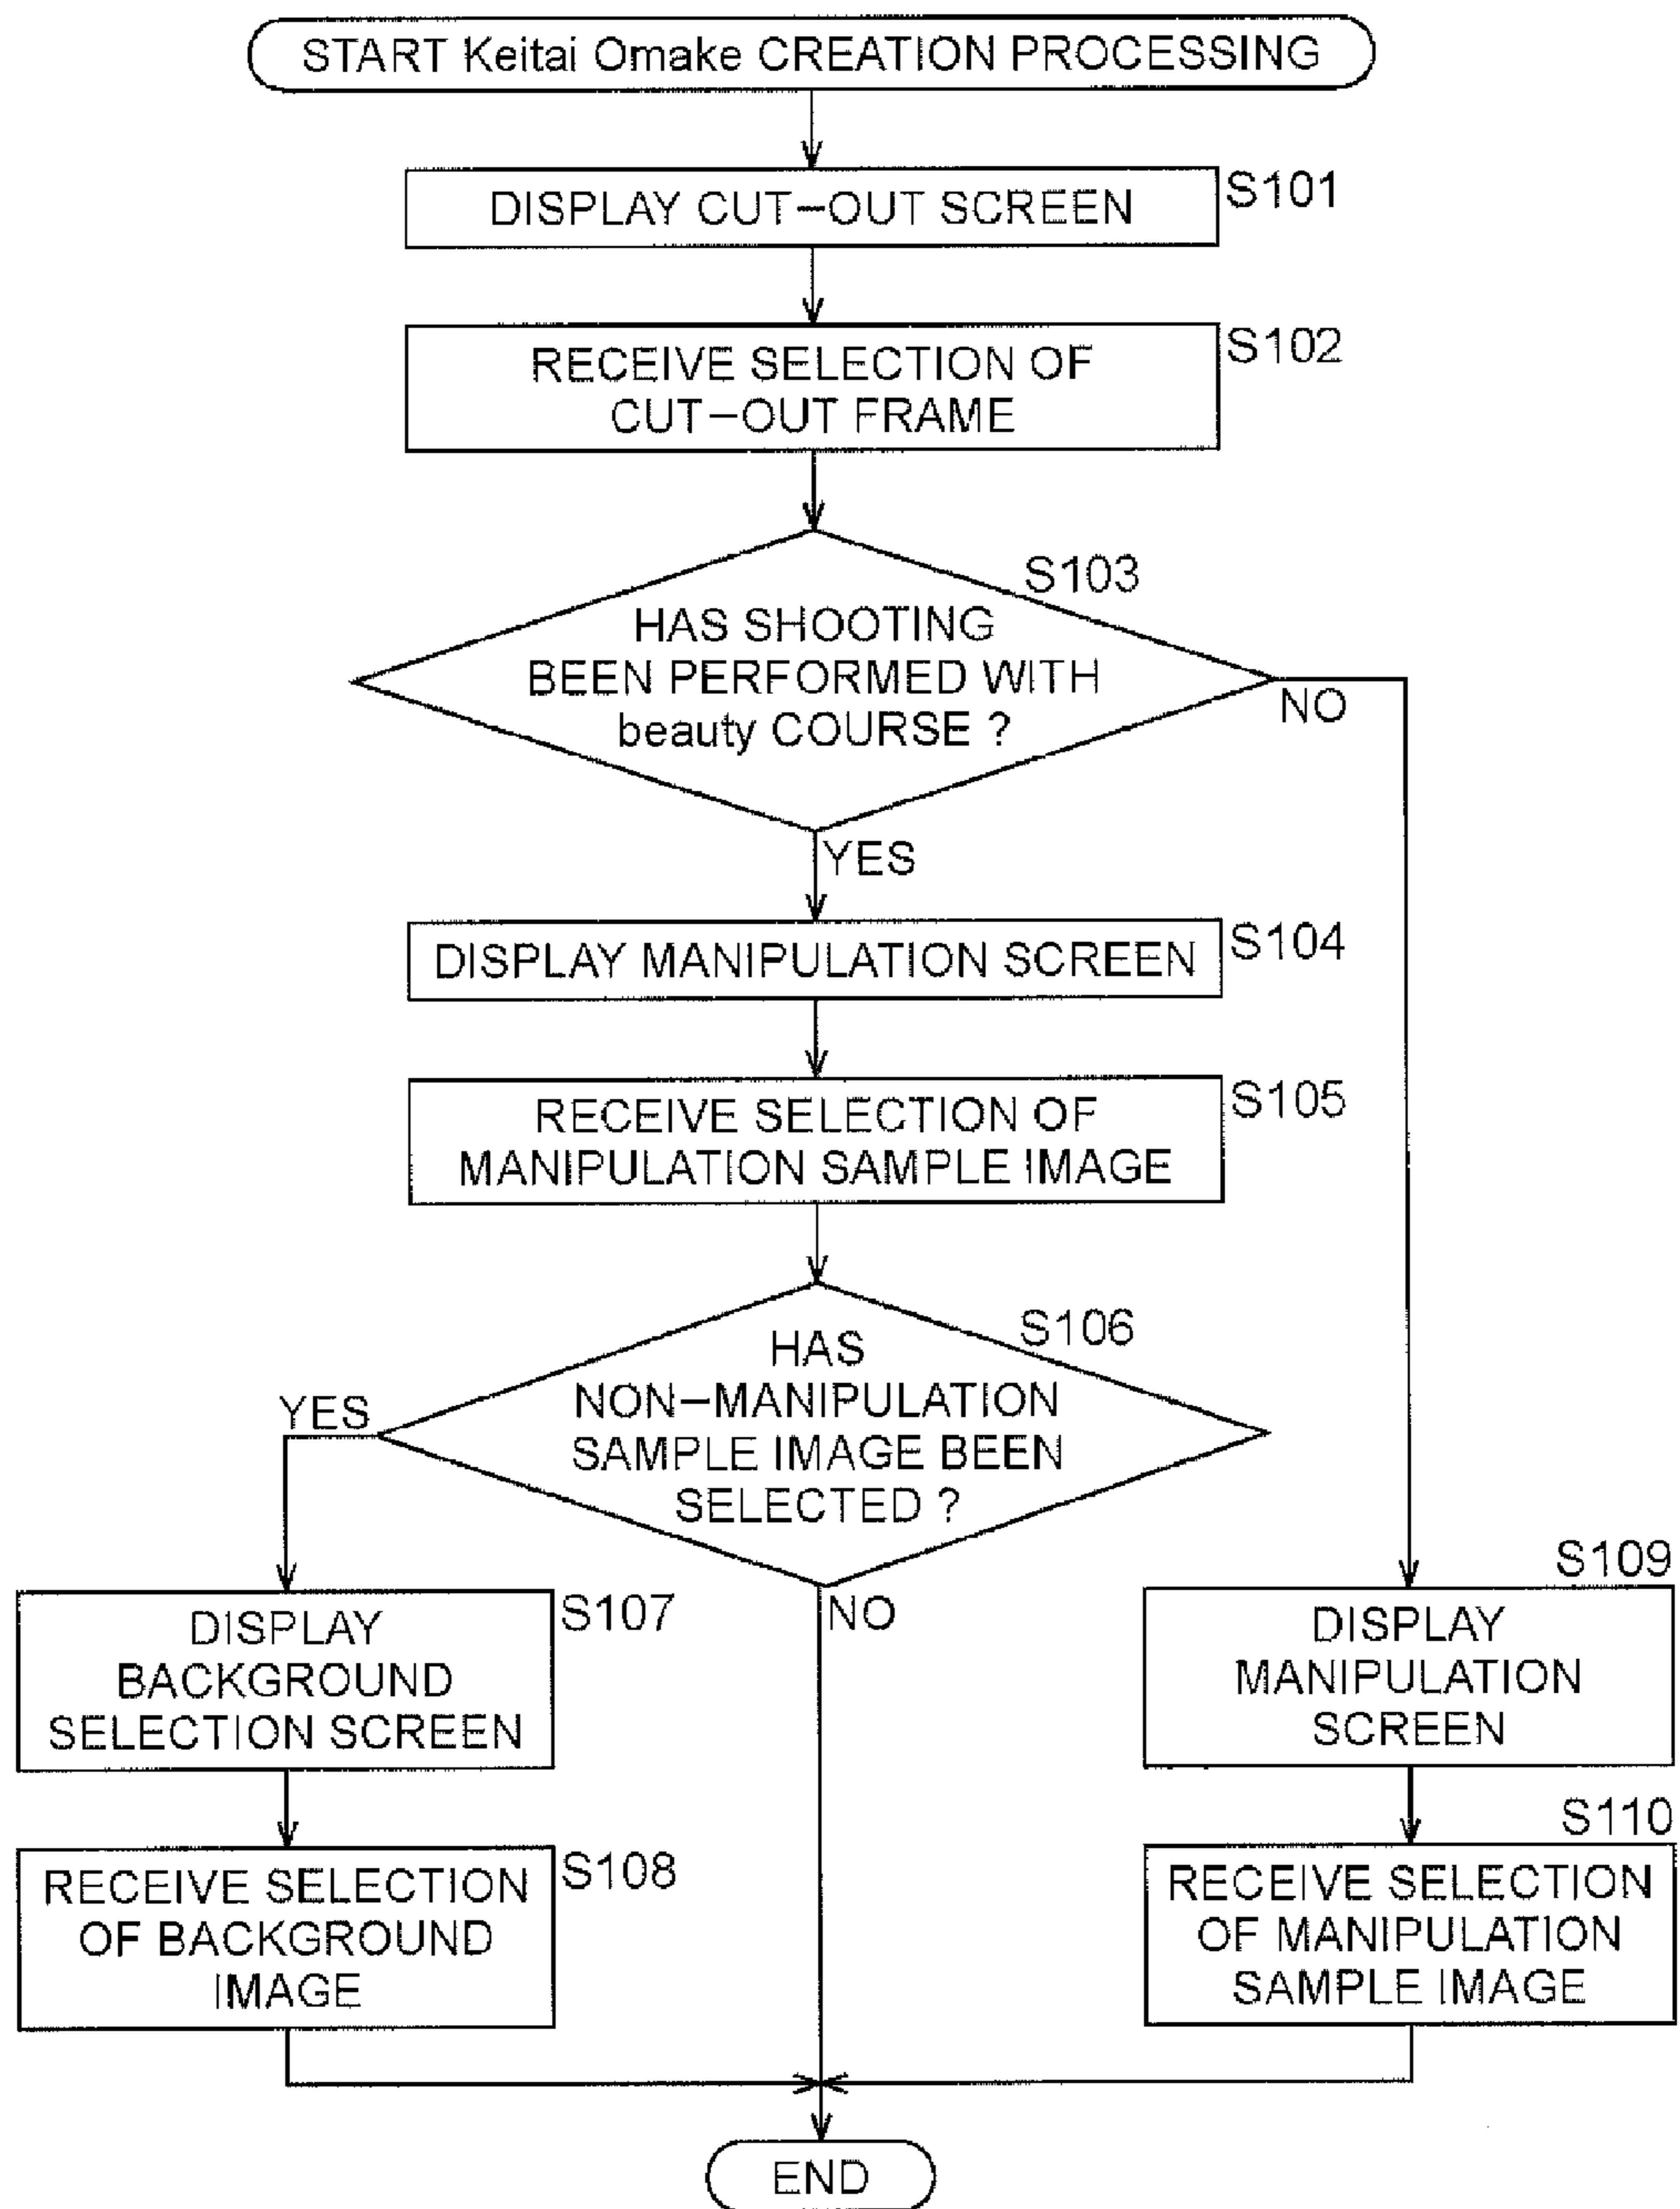 START Keitai Omake CREATION PROCESSING
DISPLAY CUT-OUT SCREEN
S101
RECEIVE SELECTION OF
CUT-OUT FRAME
S102
S103
HAS SHOOTING
BEEN PERFORMED WITH
beauty COURSE ?
NO
YES
DISPLAY MANIPULATION SCREEN
S104
RECEIVE SELECTION OF
MANIPULATION SAMPLE IMAGE
S105
S106
HAS
NON-MANIPULATION
SAMPLE IMAGE BEEN
SELECTED ?
YES
NO
DISPLAY
BACKGROUND
SELECTION SCREEN
S107
RECEIVE SELECTION
OF BACKGROUND
IMAGE
S108
S109
DISPLAY
MANIPULATION
SCREEN
S110
RECEIVE SELECTION
OF MANIPULATION
SAMPLE IMAGE
END